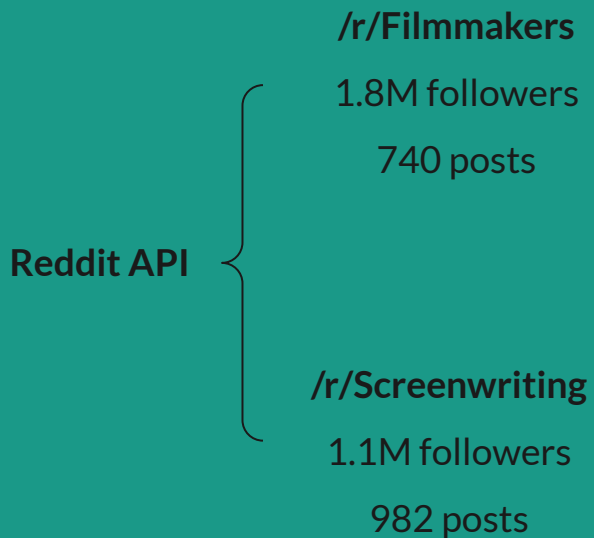 /r/Filmmakers
1.8M followers
740 posts
Reddit API
/r/Screenwriting
1.1M followers
982 posts